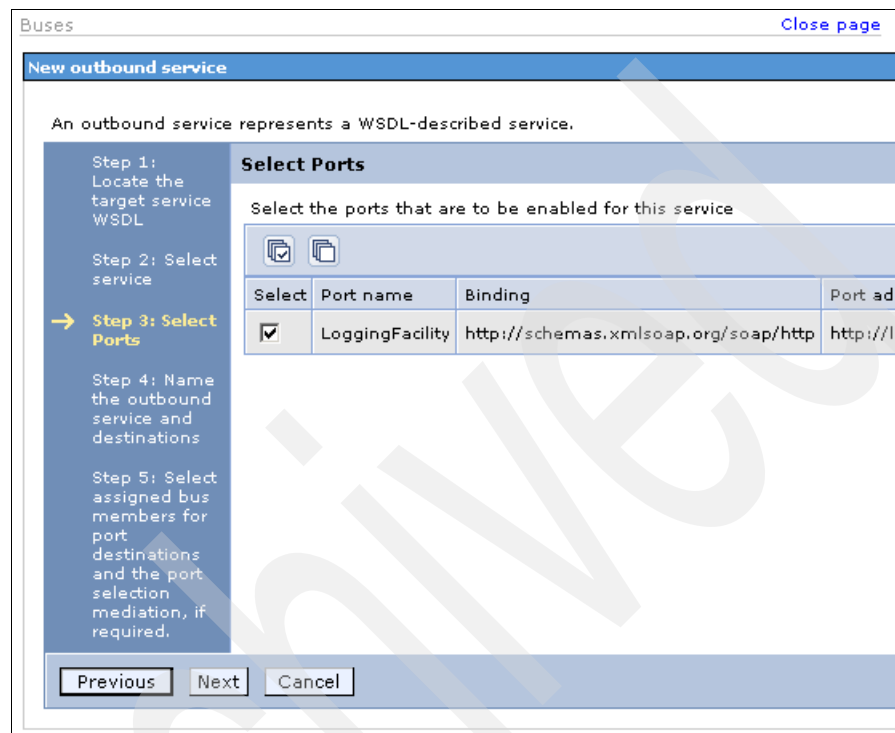 Buses
Close page
New outbound service
An outbound service represents a WSDL-described service.
Step 1:
Locate the
target service
WSDL
Step 2: Select
service
Step 3: Select
Ports
Step 4: Name
the outbound
service and
destinations
Step 5: Select
assigned bus
members for
port
destinations
and the port
selection
mediation, if
required.
Select Ports
Select the ports that are to be enabled for this service
Select Port name Binding Port ad
LoggingFacility http://schemas.xmlsoap.org/soap/http http://l
Previous Next Cancel
hived